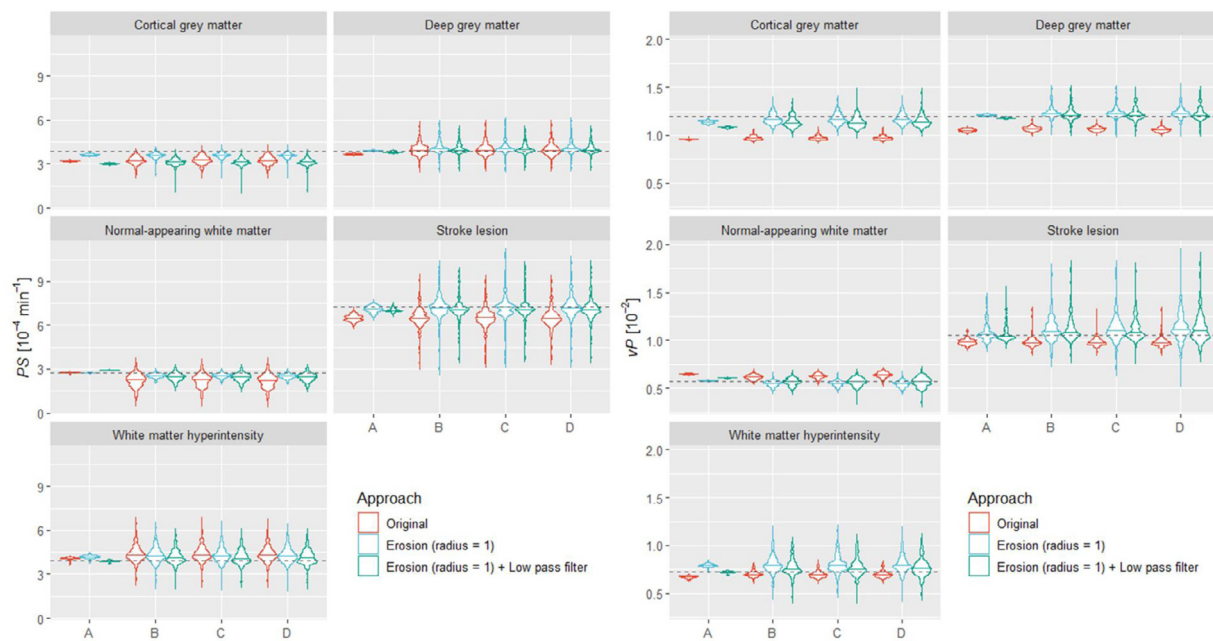 Cortical grey matter
Deep grey matter
9
6
3
0
Normal-appearing white matter
Stroke lesion
PS [10⁻⁴ min⁻¹]
9
6
3
0
A B C D
White matter hyperintensity
9
6
3
0
A B C D
Approach
Original
Erosion (radius = 1)
Erosion (radius = 1) + Low pass filter
Cortical grey matter
Deep grey matter
2.0
1.5
1.0
0.5
Normal-appearing white matter
Stroke lesion
vP [10⁻²]
2.0
1.5
1.0
0.5
A B C D
White matter hyperintensity
2.0
1.5
1.0
0.5
A B C D
Approach
Original
Erosion (radius = 1)
Erosion (radius = 1) + Low pass filter